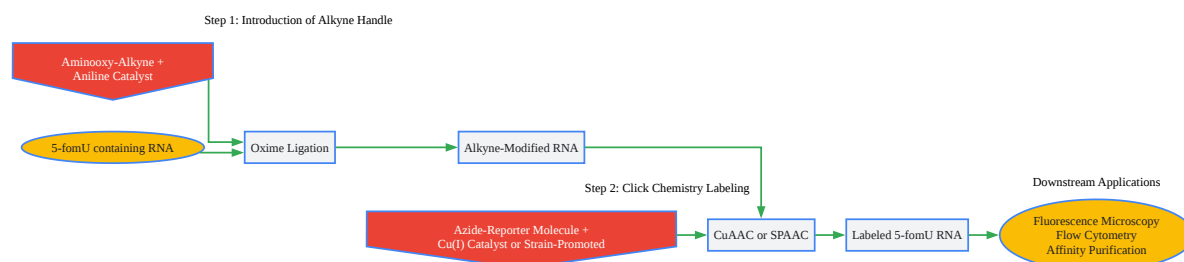 Step 1: Introduction of Alkyne Handle
Aminooxy-Alkyne +
Aniline Catalyst
5-fomU containing RNA
Oxime Ligation
Alkyne-Modified RNA
Step 2: Click Chemistry Labeling
Azide-Reporter Molecule +
Cu(I) Catalyst or Strain-Promoted
CuAAC or SPAAC
Labeled 5-fomU RNA
Downstream Applications
Fluorescence Microscopy
Flow Cytometry
Affinity Purification